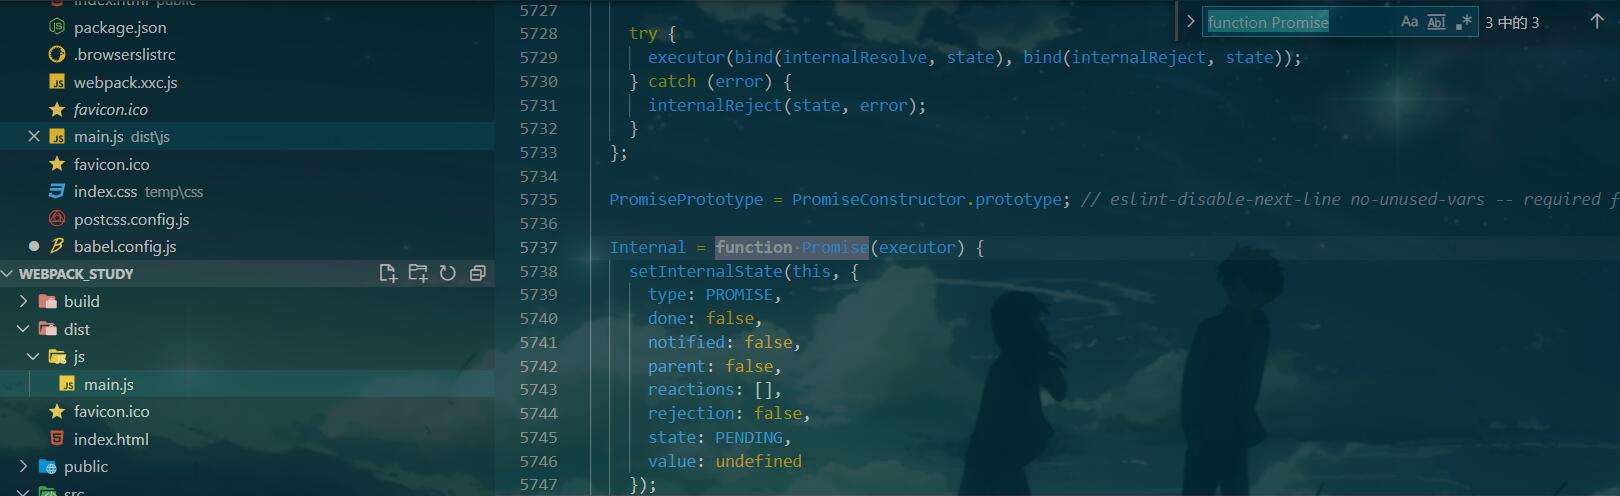 index.html public
package.json
.browserslistrc
webpack.xxc.js
favicon.ico
main.js dist\js
favicon.ico
index.css temp\css
postcss.config.js
babel.config.js
WEBPACK_STUDY
build
dist
js
main.js
favicon.ico
index.html
public
src
function Promise
Aa Abl .* 3 中的 3
5727
5728 try {
5729 executor(bind(internalResolve, state), bind(internalReject, state));
5730 } catch (error) {
5731 internalReject(state, error);
5732 }
5733 };
5734
5735 PromisePrototype = PromiseConstructor.prototype; // eslint-disable-next-line no-unused-vars -- required f
5736
5737 Internal = function·Promise(executor) {
5738 setInternalState(this, {
5739 type: PROMISE,
5740 done: false,
5741 notified: false,
5742 parent: false,
5743 reactions: [],
5744 rejection: false,
5745 state: PENDING,
5746 value: undefined
5747 });